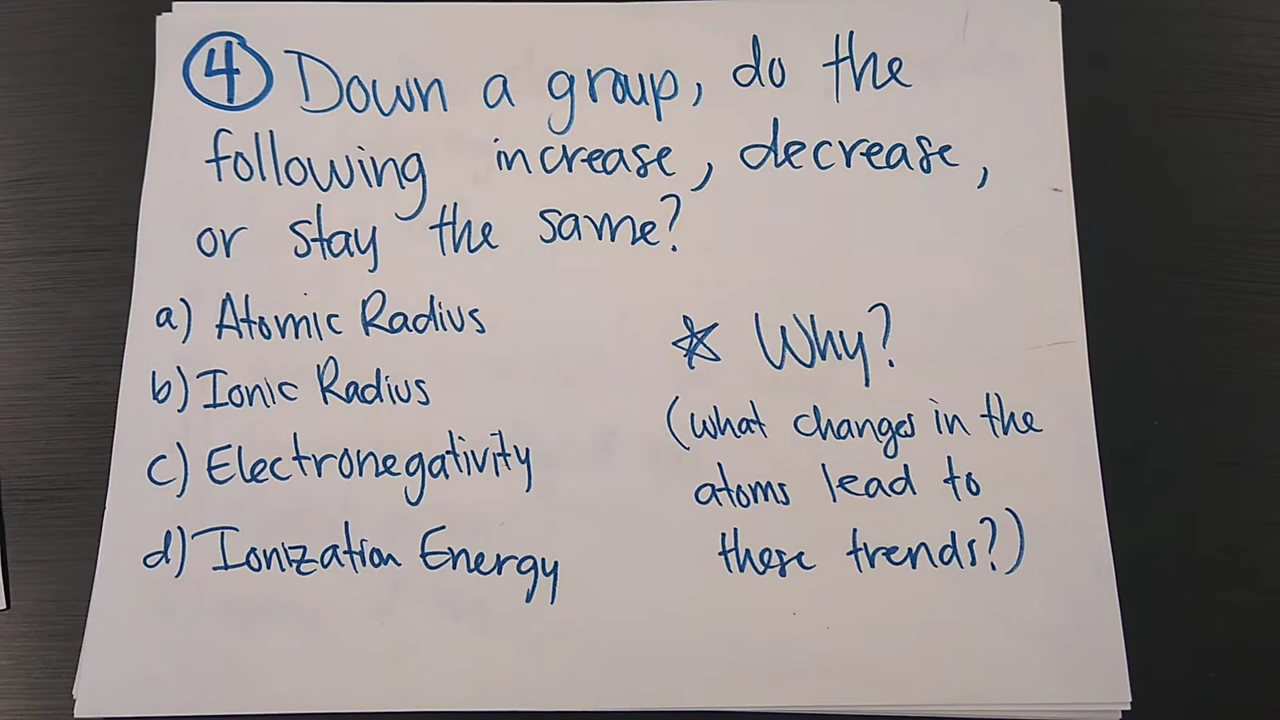 ④ Down a group, do the
following increase, decrease,
or stay the same?
a) Atomic Radius
b) Ionic Radius
c) Electronegativity
d) Ionization Energy
* Why?
(what changes in the
atoms lead to
these trends?)